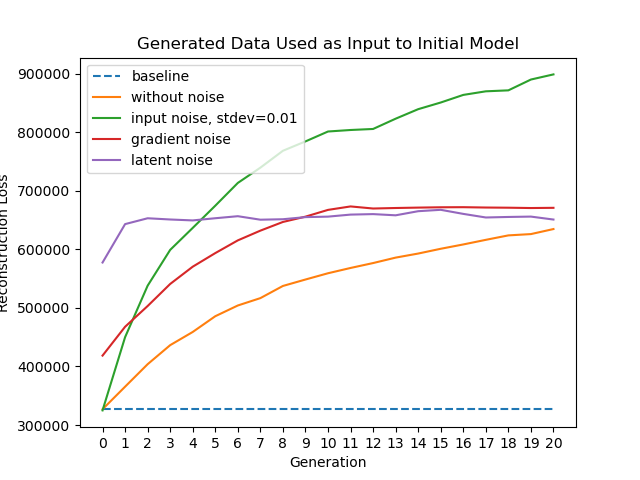 Generated Data Used as Input to Initial Model
900000
800000
700000
600000
500000
400000
300000
Reconstruction Loss
baseline
without noise
input noise, stdev=0.01
gradient noise
latent noise
0 1 2 3 4 5 6 7 8 9 10 11 12 13 14 15 16 17 18 19 20
Generation